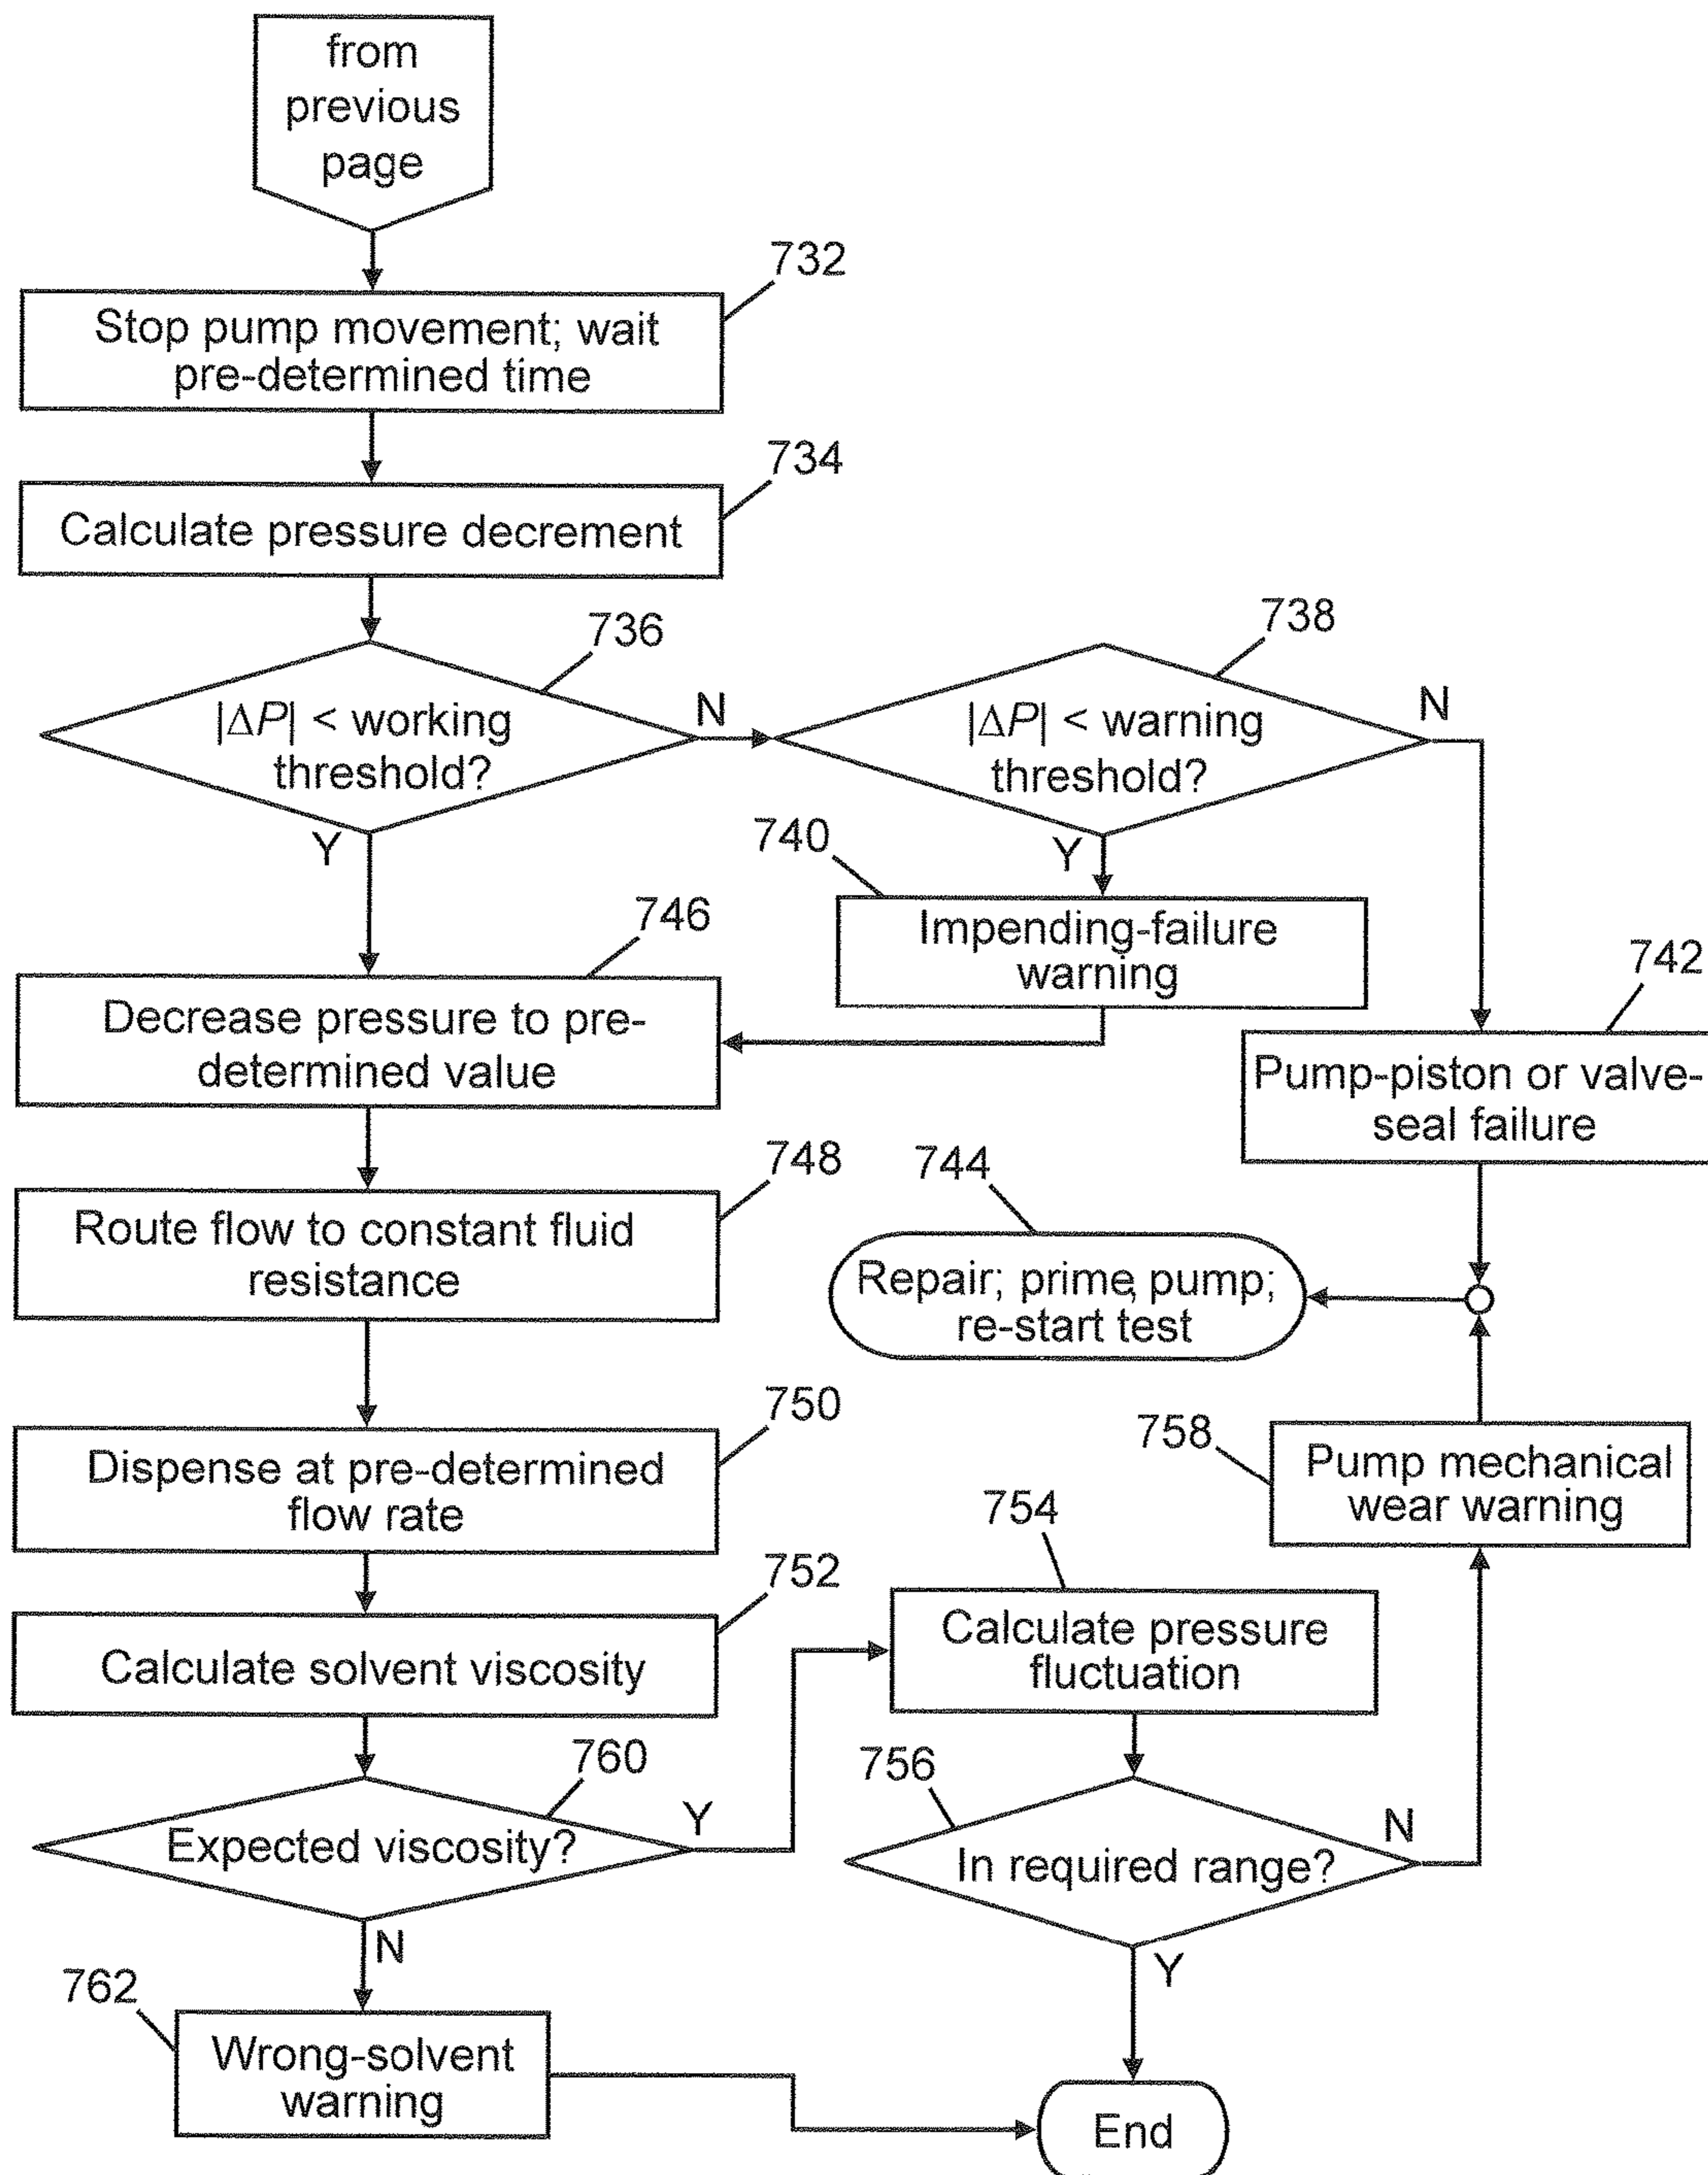 from
previous
page
732
Stop pump movement; wait
pre-determined time
734
Calculate pressure decrement
736
|ΔP| < working
threshold?
N
Y
738
|ΔP| < warning
threshold?
N
Y
740
Impending-failure
warning
742
Pump-piston or valve-
seal failure
746
Decrease pressure to pre-
determined value
748
Route flow to constant fluid
resistance
744
Repair; prime, pump;
re-start test
750
Dispense at pre-determined
flow rate
758
Pump mechanical
wear warning
752
Calculate solvent viscosity
754
Calculate pressure
fluctuation
760
Expected viscosity?
Y
N
756
In required range?
N
Y
762
Wrong-solvent
warning
End